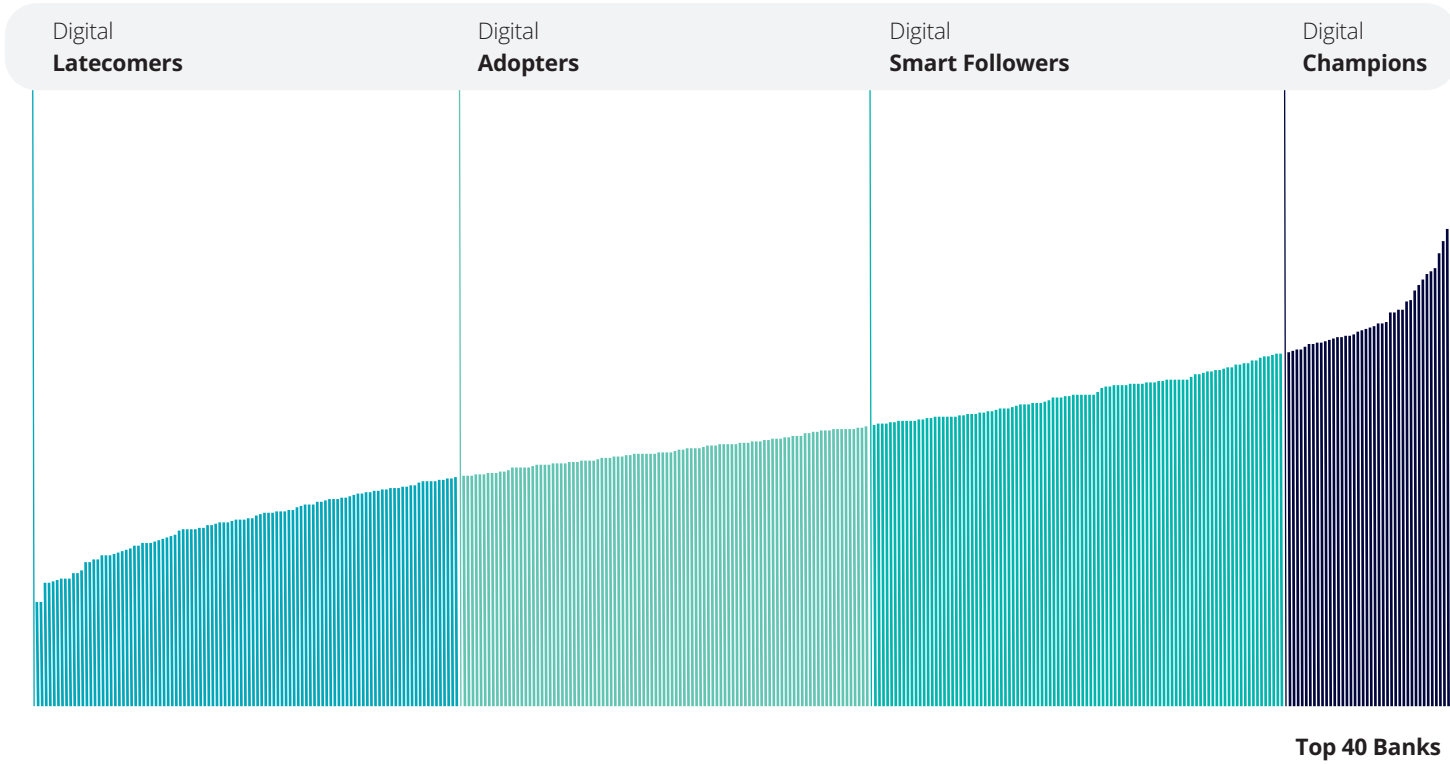 Digital
Latecomers
Digital
Adopters
Digital
Smart Followers
Digital
Champions
Top 40 Banks